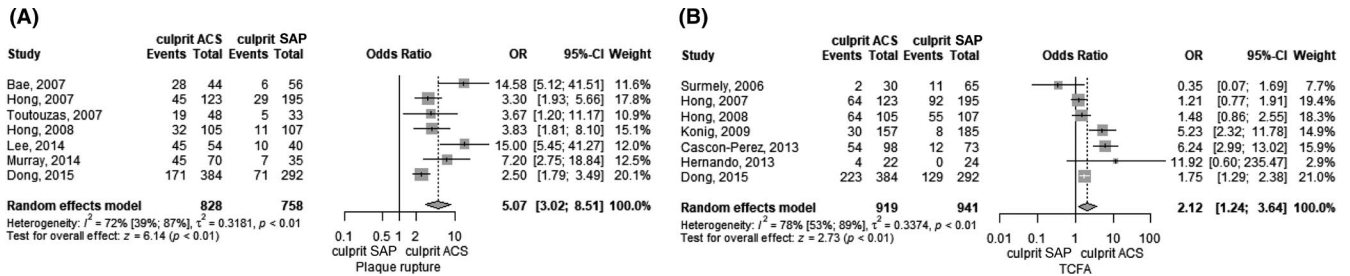 (A)
culprit ACS culprit SAP
Study Events Total Events Total Odds Ratio OR 95%-CI Weight
Bae, 2007 28 44 6 56 14.58 [5.12; 41.51] 11.6%
Hong, 2007 45 123 29 195 3.30 [1.93; 5.66] 17.8%
Toutouzas, 2007 19 48 5 33 3.67 [1.20; 11.17] 10.9%
Hong, 2008 32 105 11 107 3.83 [1.81; 8.10] 15.1%
Lee, 2014 45 54 10 40 15.00 [5.45; 41.27] 12.0%
Murray, 2014 45 70 7 35 7.20 [2.75; 18.84] 12.5%
Dong, 2015 171 384 71 292 2.50 [1.79; 3.49] 20.1%
Random effects model 828 758 5.07 [3.02; 8.51] 100.0%
Heterogeneity: I² = 72% [39%; 87%], τ² = 0.3181, p < 0.01
Test for overall effect: z = 6.14 (p < 0.01)
0.1 0.5 1 2 10
culprit SAP culprit ACS
Plaque rupture
(B)
culprit ACS culprit SAP
Study Events Total Events Total Odds Ratio OR 95%-CI Weight
Surmely, 2006 2 30 11 65 0.35 [0.07; 1.69] 7.7%
Hong, 2007 64 123 92 195 1.21 [0.77; 1.91] 19.4%
Hong, 2008 64 105 55 107 1.48 [0.86; 2.55] 18.3%
Konig, 2009 30 157 8 185 5.23 [2.32; 11.78] 14.9%
Cascon-Perez, 2013 54 98 12 73 6.24 [2.99; 13.02] 15.9%
Hernando, 2013 4 22 0 24 11.92 [0.60; 235.47] 2.9%
Dong, 2015 223 384 129 292 1.75 [1.29; 2.38] 21.0%
Random effects model 919 941 2.12 [1.24; 3.64] 100.0%
Heterogeneity: I² = 78% [53%; 89%], τ² = 0.3374, p < 0.01
Test for overall effect: z = 2.73 (p < 0.01)
0.01 0.1 1 10 100
culprit SAP culprit ACS
TCFA